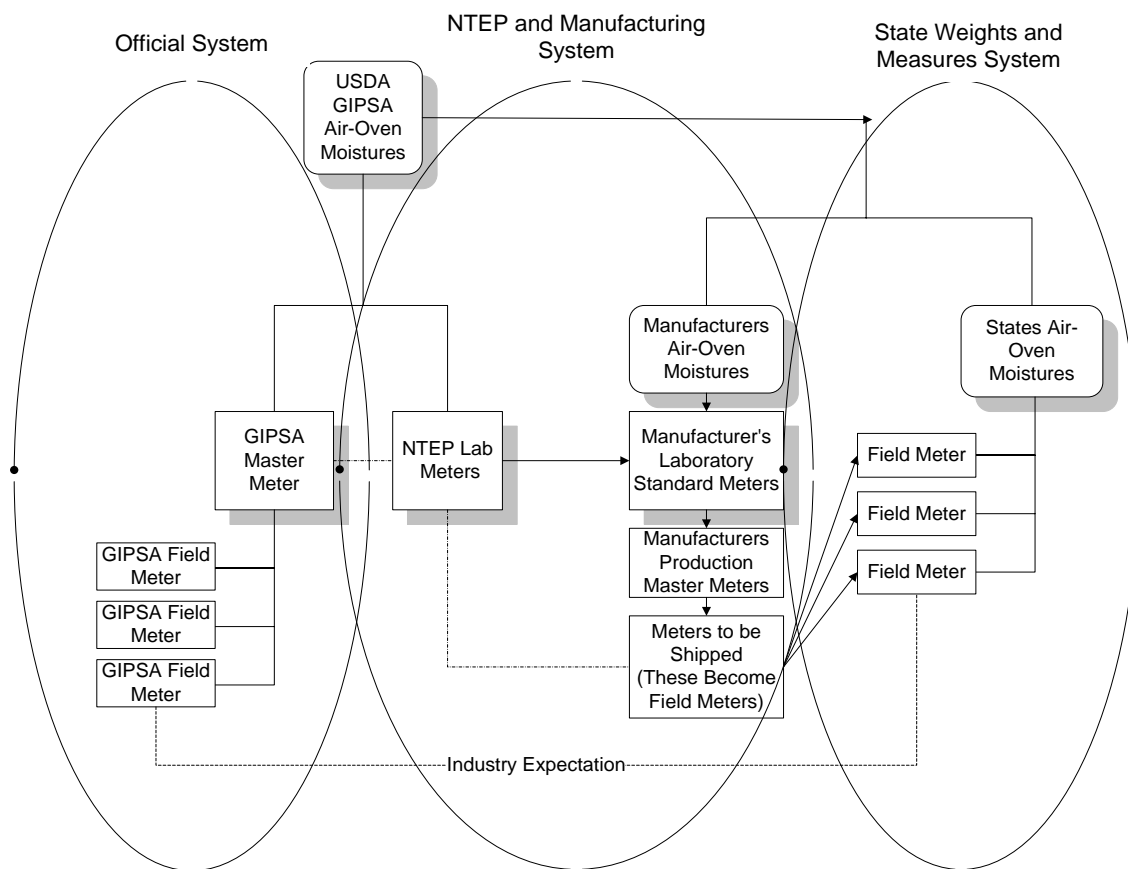 Official System
NTEP and Manufacturing
System
State Weights and
Measures System
USDA
GIPSA
Air-Oven
Moistures
Manufacturers
Air-Oven
Moistures
States Air-
Oven
Moistures
GIPSA
Master
Meter
NTEP Lab
Meters
Manufacturer's
Laboratory
Standard Meters
Field Meter
Field Meter
Field Meter
GIPSA Field
Meter
GIPSA Field
Meter
GIPSA Field
Meter
Manufacturers
Production
Master Meters
Meters to be
Shipped
(These Become
Field Meters)
Industry Expectation